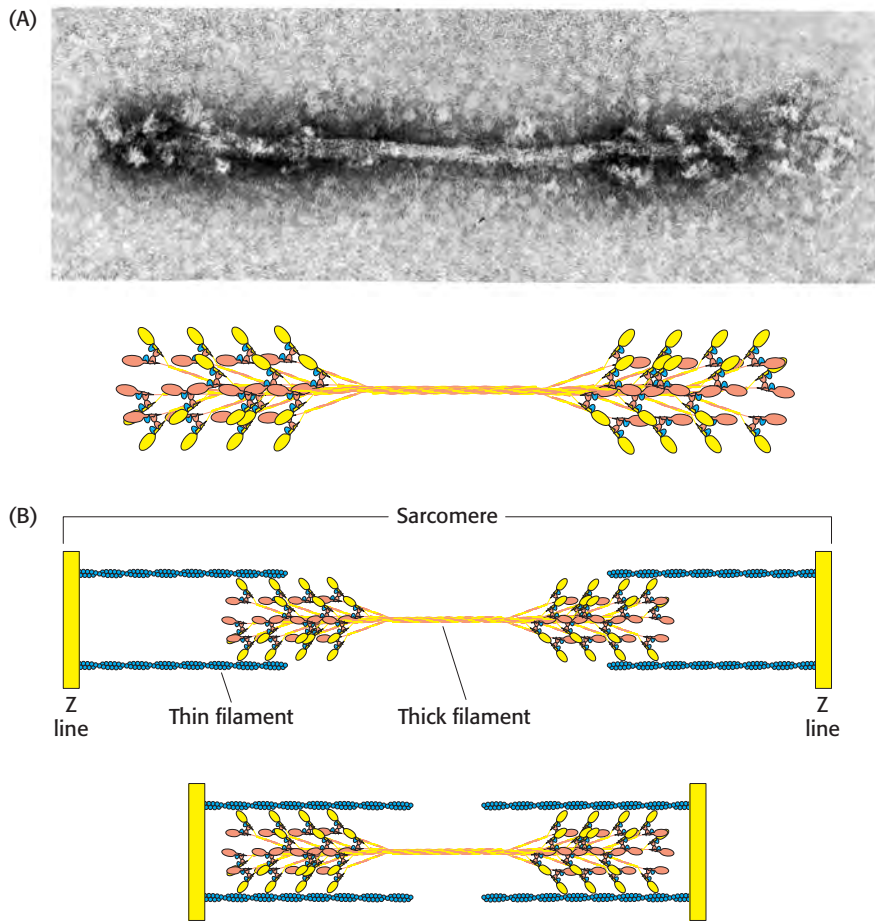 (A)
(B)
Sarcomere
Thin filament
Thick filament
Z
line
Z
line